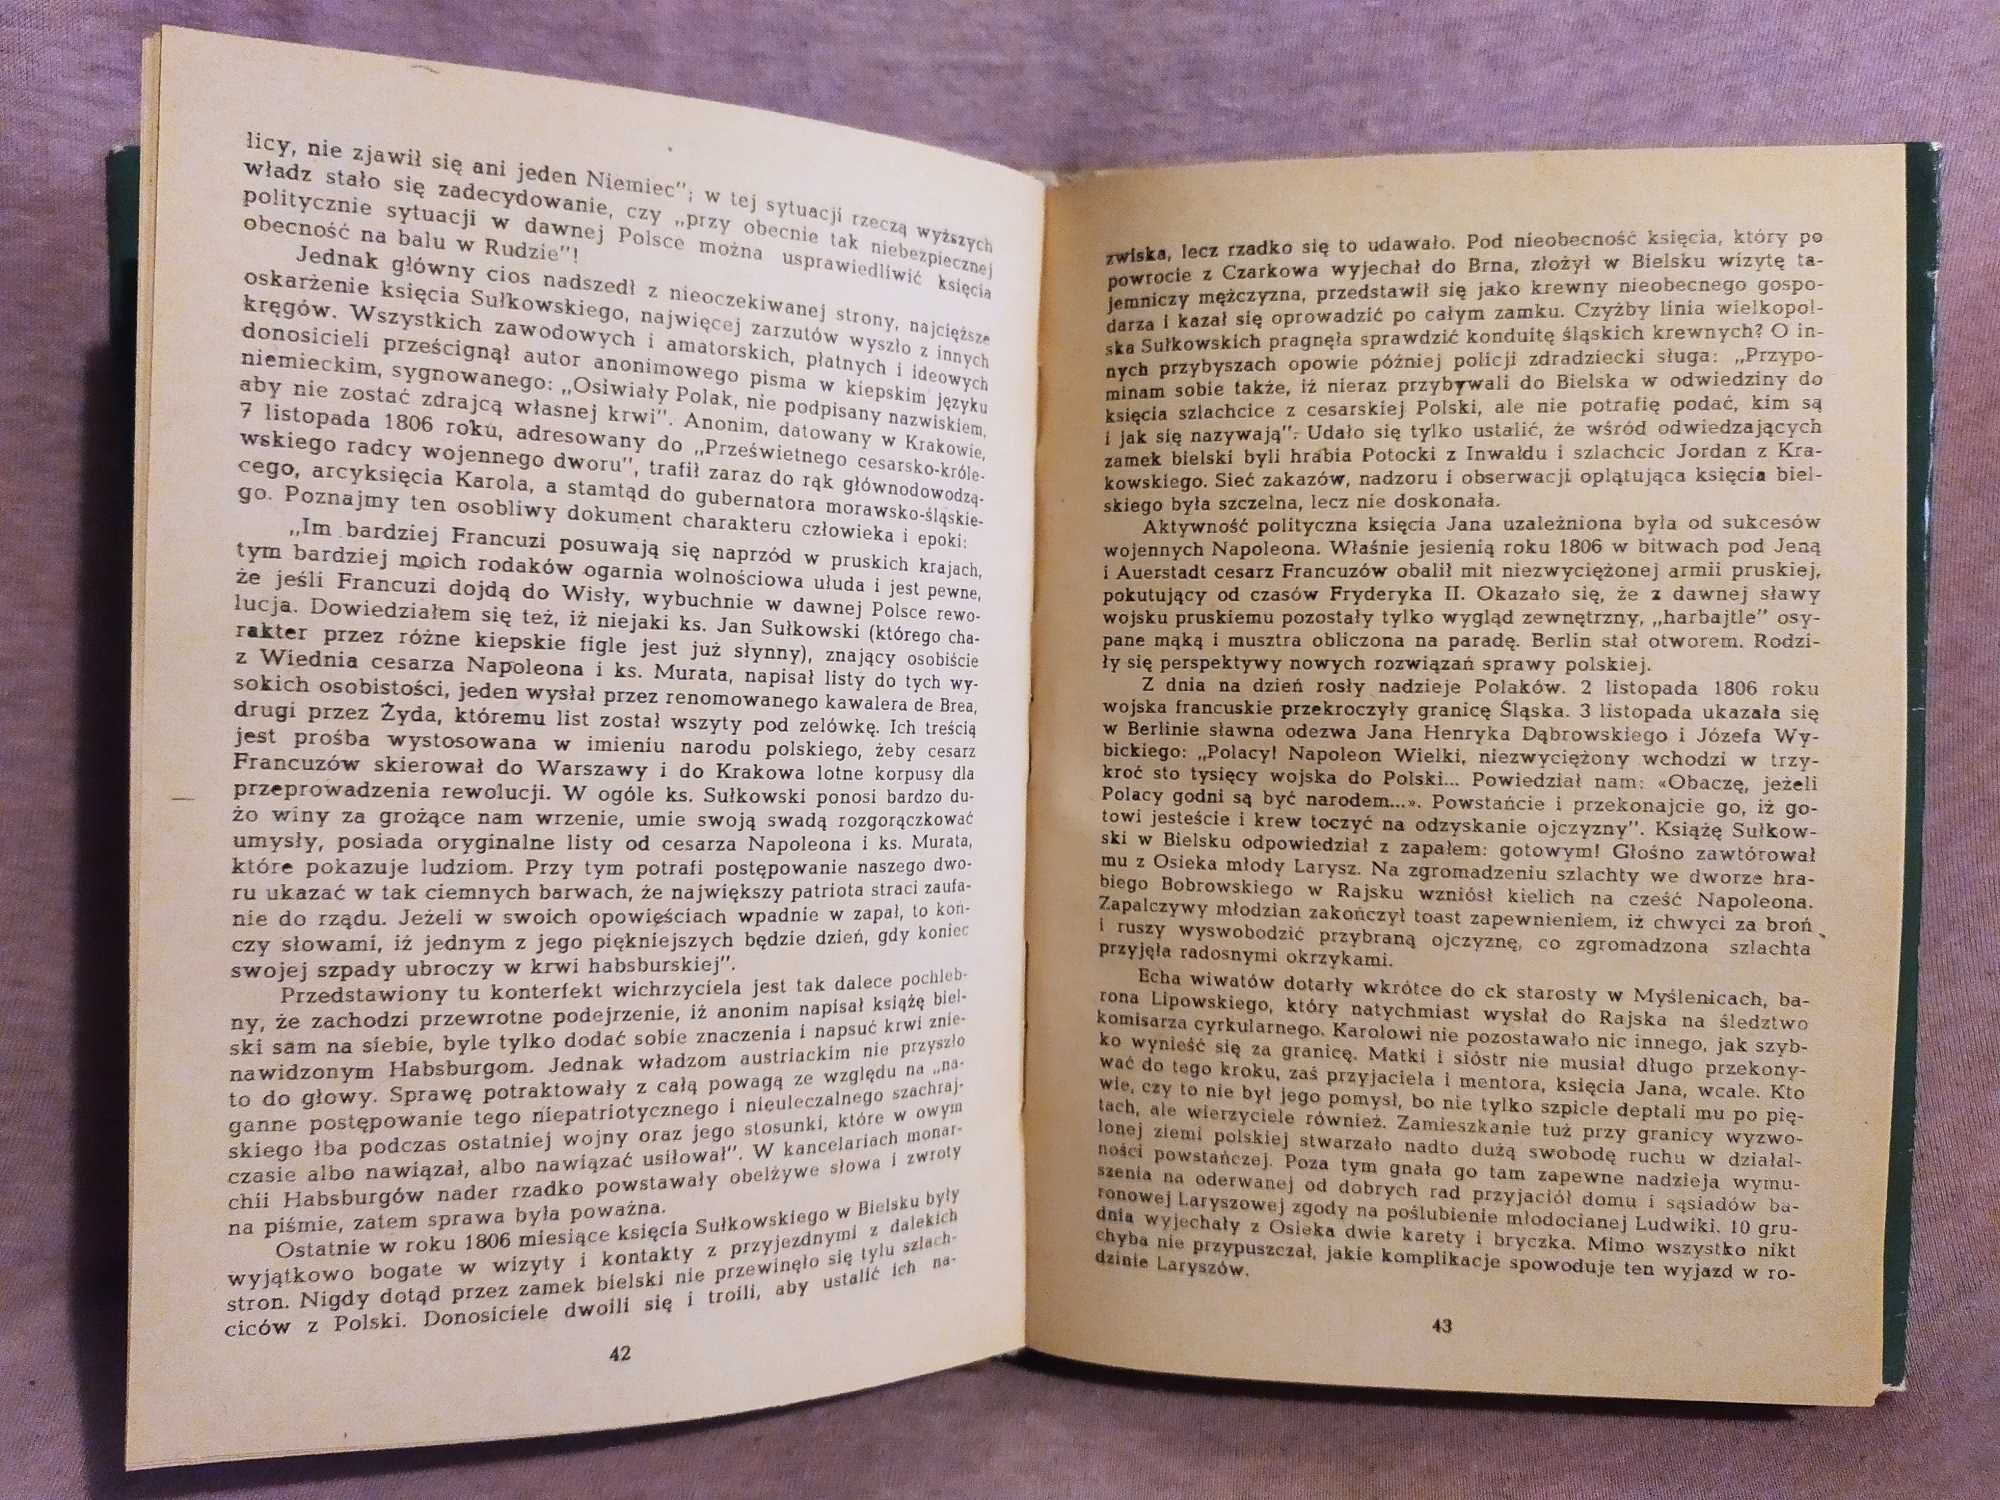 licy, nie zjawił się ani jeden Niemiec"; w tej sytuacji rzeczą wyższych
władz stało się zadecydowanie, czy „przy obecnie tak niebezpiecznej
politycznie sytuacji w dawnej Polsce można usprawiedliwić księcia
obecność na balu w Rudzie"!
Jednak główny cios nadszedł z nieoczekiwanej strony, najcięższe
oskarżenie księcia Sułkowskiego, najwięcej zarzutów wyszło z innych
kręgów. Wszystkich zawodowych i amatorskich, płatnych i ideowych
donosicieli prześcignął autor anonimowego pisma w kiepskim języku
niemieckim, sygnowanego: „Osiwiały Polak, nie podpisany nazwiskiem,
aby nie zostać zdrajcą własnej krwi". Anonim, datowany w Krakowie,
7 listopada 1806 roku, adresowany do „Prześwietnego cesarsko-króle-
wskiego radcy wojennego dworu", trafił zaraz do rąk głównodowodzą-
cego, arcyksięcia Karola, a stamtąd do gubernatora morawsko-śląskie-
go. Poznajmy ten osobliwy dokument charakteru człowieka i epoki:
„Im bardziej Francuzi posuwają się naprzód w pruskich krajach,
tym bardziej moich rodaków ogarnia wolnościowa ułuda i jest pewne,
że jeśli Francuzi dojdą do Wisły, wybuchnie w dawnej Polsce rewo-
lucja. Dowiedziałem się też, iż niejaki ks. Jan Sułkowski (którego cha-
rakter przez różne kiepskie figle jest już słynny), znający osobiście
z Wiednia cesarza Napoleona i ks. Murata, napisał listy do tych wy-
sokich osobistości, jeden wysłał przez renomowanego kawalera de Brea,
drugi przez Żyda, któremu list został wszyty pod zelówkę. Ich treścią
jest prośba wystosowana w imieniu narodu polskiego, żeby cesarz
Francuzów skierował do Warszawy i do Krakowa lotne korpusy dla
przeprowadzenia rewolucji. W ogóle ks. Sułkowski ponosi bardzo du-
żo winy za grożące nam wrzenie, umie swoją swadą rozgorączkować
umysły, posiada oryginalne listy od cesarza Napoleona i ks. Murata,
które pokazuje ludziom. Przy tym potrafi postępowanie naszego dwo-
ru ukazać w tak ciemnych barwach, że największy patriota straci zaufa-
nie do rządu. Jeżeli w swoich opowięściach wpadnie w zapał, to koń-
czy słowami, iż jednym z jego piękniejszych będzie dzień, gdy koniec
swojej szpady ubroczy w krwi habsburskiej".
Przedstawiony tu konterfekt wichrzyciela jest tak dalece pochleb-
ny, że zachodzi przewrotne podejrzenie, iż anonim napisał książę biel-
ski sam na siebie, byle tylko dodać sobie znaczenia i napsuć krwi znie-
nawidzonym Habsburgom. Jednak władzom austriackim nie przyszło
to do głowy. Sprawę potraktowały z całą powagą ze względu na „na-
ganne postępowanie tego niepatriotycznego i nieuleczalnego szachraj-
skiego łba podczas ostatniej wojny oraz jego stosunki, które w owym
czasie albo nawiązał, albo nawiązać usiłował". W kancelariach monar-
chii Habsburgów nader rzadko powstawały obelżywe słowa i zwroty
na piśmie, zatem sprawa była poważna.
Ostatnie w roku 1806 miesiące księcia Sułkowskiego w Bielsku były
wyjątkowo bogate w wizyty i kontakty z przyjezdnymi z dalekich
stron. Nigdy dotąd przez zamek bielski nie przewinęło się tylu szlach-
ciców z Polski. Donosiciele dwoili się i troili, aby ustalić ich na-
42
zwiska, lecz rzadko się to udawało. Pod nieobecność księcia, który po
powrocie z Czarkowa wyjechał do Brna, złożył w Bielsku wizytę ta-
jemniczy mężczyzna, przedstawił się jako krewny nieobecnego gospo-
darza i kazał się oprowadzić po całym zamku. Czyżby linia wielkopol-
ska Sułkowskich pragnęła sprawdzić konduitę śląskich krewnych? O in-
nych przybyszach opowie później policji zdradziecki sługa: „Przypo-
minam sobie także, iż nieraz przybywali do Bielska w odwiedziny do
księcia szlachcice z cesarskiej Polski, ale nie potrafię podać, kim są
i jak się nazywają". Udało się tylko ustalić, że wśród odwiedzających
zamek bielski byli hrabia Potocki z Inwałdu i szlachcic Jordan z Kra-
kowskiego. Sieć zakazów, nadzoru i obserwacji oplątująca księcia biel-
skiego była szczelna, lecz nie doskonała.
Aktywność polityczna księcia Jana uzależniona była od sukcesów
wojennych Napoleona. Właśnie jesienią roku 1806 w bitwach pod Jeną
i Auerstadt cesarz Francuzów obalił mit niezwyciężonej armii pruskiej,
pokutujący od czasów Fryderyka II. Okazało się, że z dawnej sławy
wojsku pruskiemu pozostały tylko wygląd zewnętrzny, „harbajtle" osy-
pane mąką i musztra obliczona na paradę. Berlin stał otworem. Rodzi-
ły się perspektywy nowych rozwiązań sprawy polskiej.
Z dnia na dzień rosły nadzieje Polaków. 2 listopada 1806 roku
wojska francuskie przekroczyły granicę Śląska. 3 listopada ukazała się
w Berlinie sławna odezwa Jana Henryka Dąbrowskiego i Józefa Wy-
bickiego: „Polacy! Napoleon Wielki, niezwyciężony wchodzi w trzy-
kroć sto tysięcy wojska do Polski... Powiedział nam: «Obaczę, jeżeli
Polacy godni są być narodem...». Powstańcie i przekonajcie go, iż go-
towi jesteście i krew toczyć na odzyskanie ojczyzny". Książę Sułkow-
ski w Bielsku odpowiedział z zapałem: gotowym! Głośno zawtórował
mu z Osieka młody Larysz. Na zgromadzeniu szlachty we dworze hra-
biego Bobrowskiego w Rajsku wzniósł kielich na cześć Napoleona.
Zapalczywy młodzian zakończył toast zapewnieniem, iż chwyci za broń
i ruszy wyswobodzić przybraną ojczyznę, co zgromadzona szlachta
przyjęła radosnymi okrzykami.
Echa wiwatów dotarły wkrótce do ck starosty w Myślenicach, ba-
rona Lipowskiego, który natychmiast wysłał do Rajska na śledztwo
komisarza cyrkularnego. Karolowi nie pozostawało nic innego, jak szyb-
ko wynieść się za granicę. Matki i sióstr nie musiał długo przekony-
wać do tego kroku, zaś przyjaciela i mentora, księcia Jana, wcale. Kto
wie, czy to nie był jego pomysł, bo nie tylko szpicle deptali mu po pię-
tach, ale wierzyciele również. Zamieszkanie tuż przy granicy wyzwo-
lonej ziemi polskiej stwarzało nadto dużą swobodę ruchu w działal-
ności powstańczej. Poza tym gnała go tam zapewne nadzieja wymu-
szenia na oderwanej od dobrych rad przyjaciół domu i sąsiadów ba-
ronowej Laryszowej zgody na poślubienie młodocianej Ludwiki. 10 gru-
dnia wyjechały z Osieka dwie karety i bryczka. Mimo wszystko nikt
chyba nie przypuszczał, jakie komplikacje spowoduje ten wyjazd w ro-
dzinie Laryszów.
43